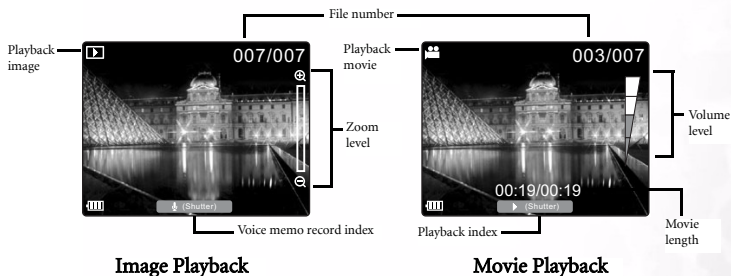 File number
Playback image
007/007
Zoom level
(Shutter)
Voice memo record index
Image Playback
Playback movie
003/007
Volume level
00:19/00:19
(Shutter)
Playback index
Movie length
Movie Playback